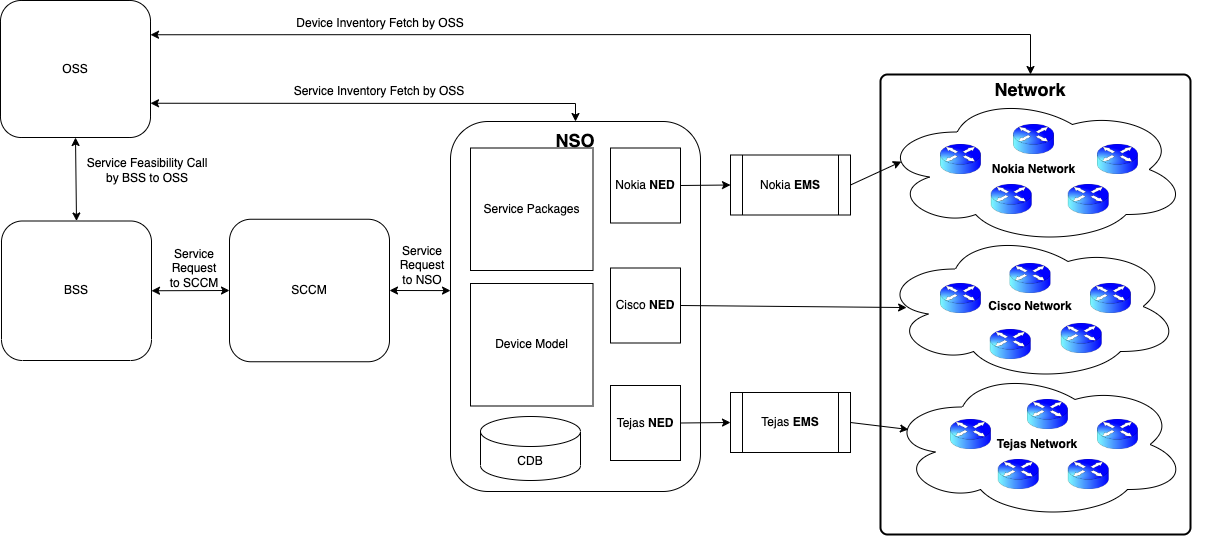 Device Inventory Fetch by OSS
OSS
Service Inventory Fetch by OSS
Network
NSO
Service Feasibility Call
by BSS to OSS
Nokia NED
Nokia EMS
Nokia Network
Service Packages
Service
Request
to SCCM
Service
Request
to NSO
BSS
SCCM
Cisco NED
Cisco Network
Device Model
Tejas NED
Tejas EMS
Tejas Network
CDB